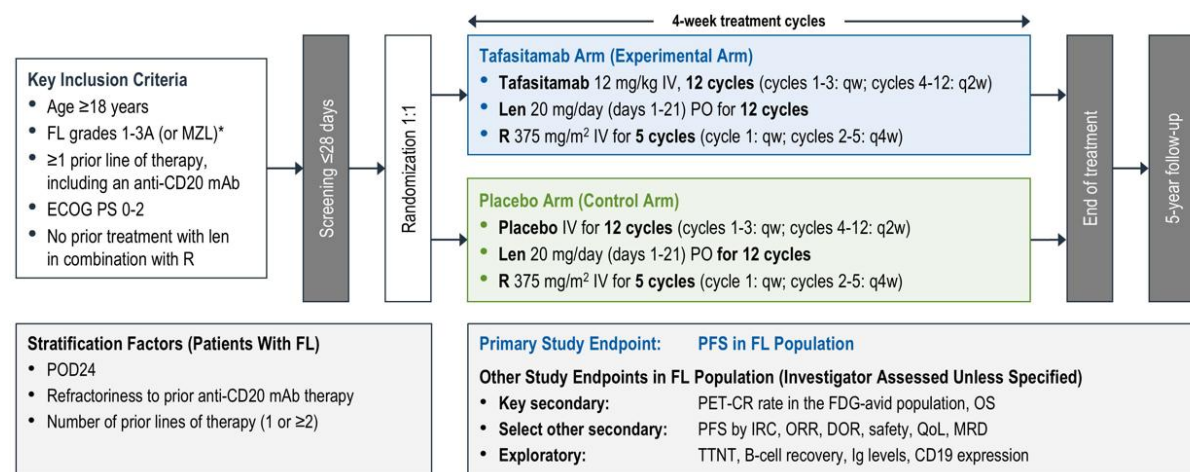 4-week treatment cycles
Key Inclusion Criteria
• Age ≥18 years
• FL grades 1-3A (or MZL)*
• ≥1 prior line of therapy,
including an anti-CD20 mAb
• ECOG PS 0-2
• No prior treatment with len
in combination with R
Screening ≤28 days
Randomization 1:1
Tafasitamab Arm (Experimental Arm)
• Tafasitamab 12 mg/kg IV, 12 cycles (cycles 1-3: qw; cycles 4-12: q2w)
• Len 20 mg/day (days 1-21) PO for 12 cycles
• R 375 mg/m² IV for 5 cycles (cycle 1: qw; cycles 2-5: q4w)
Placebo Arm (Control Arm)
• Placebo IV for 12 cycles (cycles 1-3: qw; cycles 4-12: q2w)
• Len 20 mg/day (days 1-21) PO for 12 cycles
• R 375 mg/m² IV for 5 cycles (cycle 1: qw; cycles 2-5: q4w)
End of treatment
5-year follow-up
Stratification Factors (Patients With FL)
• POD24
• Refractoriness to prior anti-CD20 mAb therapy
• Number of prior lines of therapy (1 or ≥2)
Primary Study Endpoint: PFS in FL Population
Other Study Endpoints in FL Population (Investigator Assessed Unless Specified)
• Key secondary: PET-CR rate in the FDG-avid population, OS
• Select other secondary: PFS by IRC, ORR, DOR, safety, QoL, MRD
• Exploratory: TTNT, B-cell recovery, Ig levels, CD19 expression